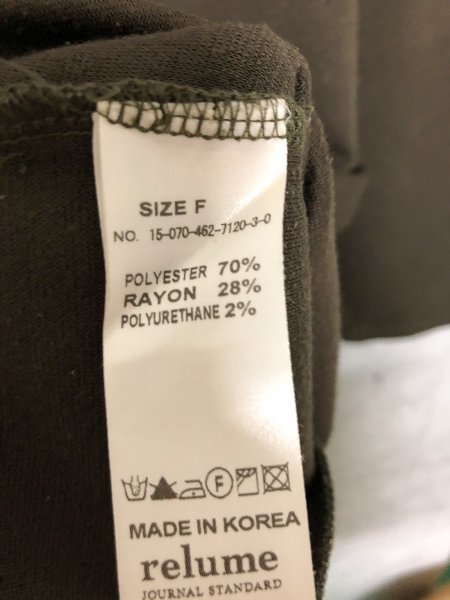 SIZE F
NO. 15-070-462-7120-3-0
POLYESTER 70%
RAYON 28%
POLYURETHANE 2%
F
MADE IN KOREA
relume
JOURNAL STANDARD